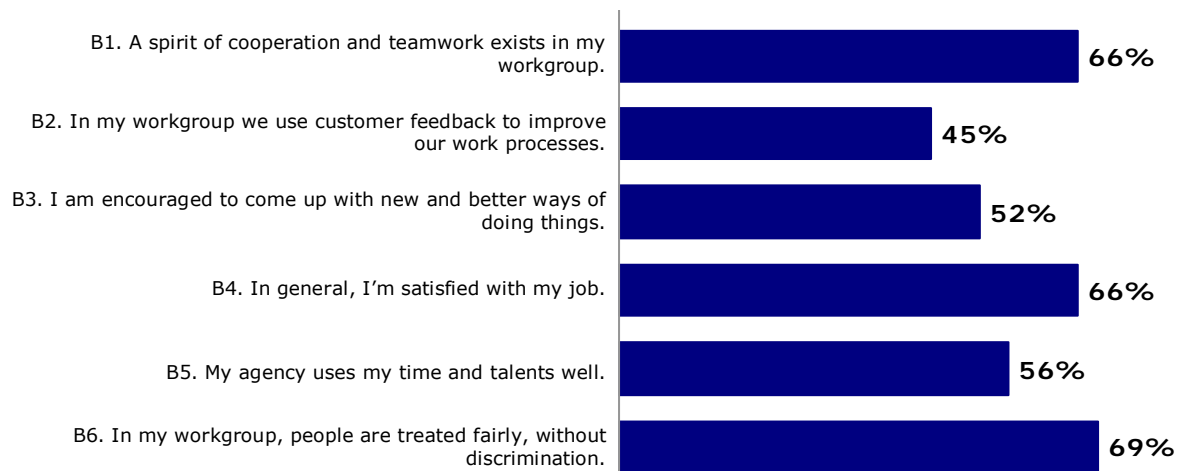 B1. A spirit of cooperation and teamwork exists in my
workgroup.
66%
B2. In my workgroup we use customer feedback to improve
our work processes.
45%
B3. I am encouraged to come up with new and better ways of
doing things.
52%
B4. In general, I’m satisfied with my job.
66%
B5. My agency uses my time and talents well.
56%
B6. In my workgroup, people are treated fairly, without
discrimination.
69%